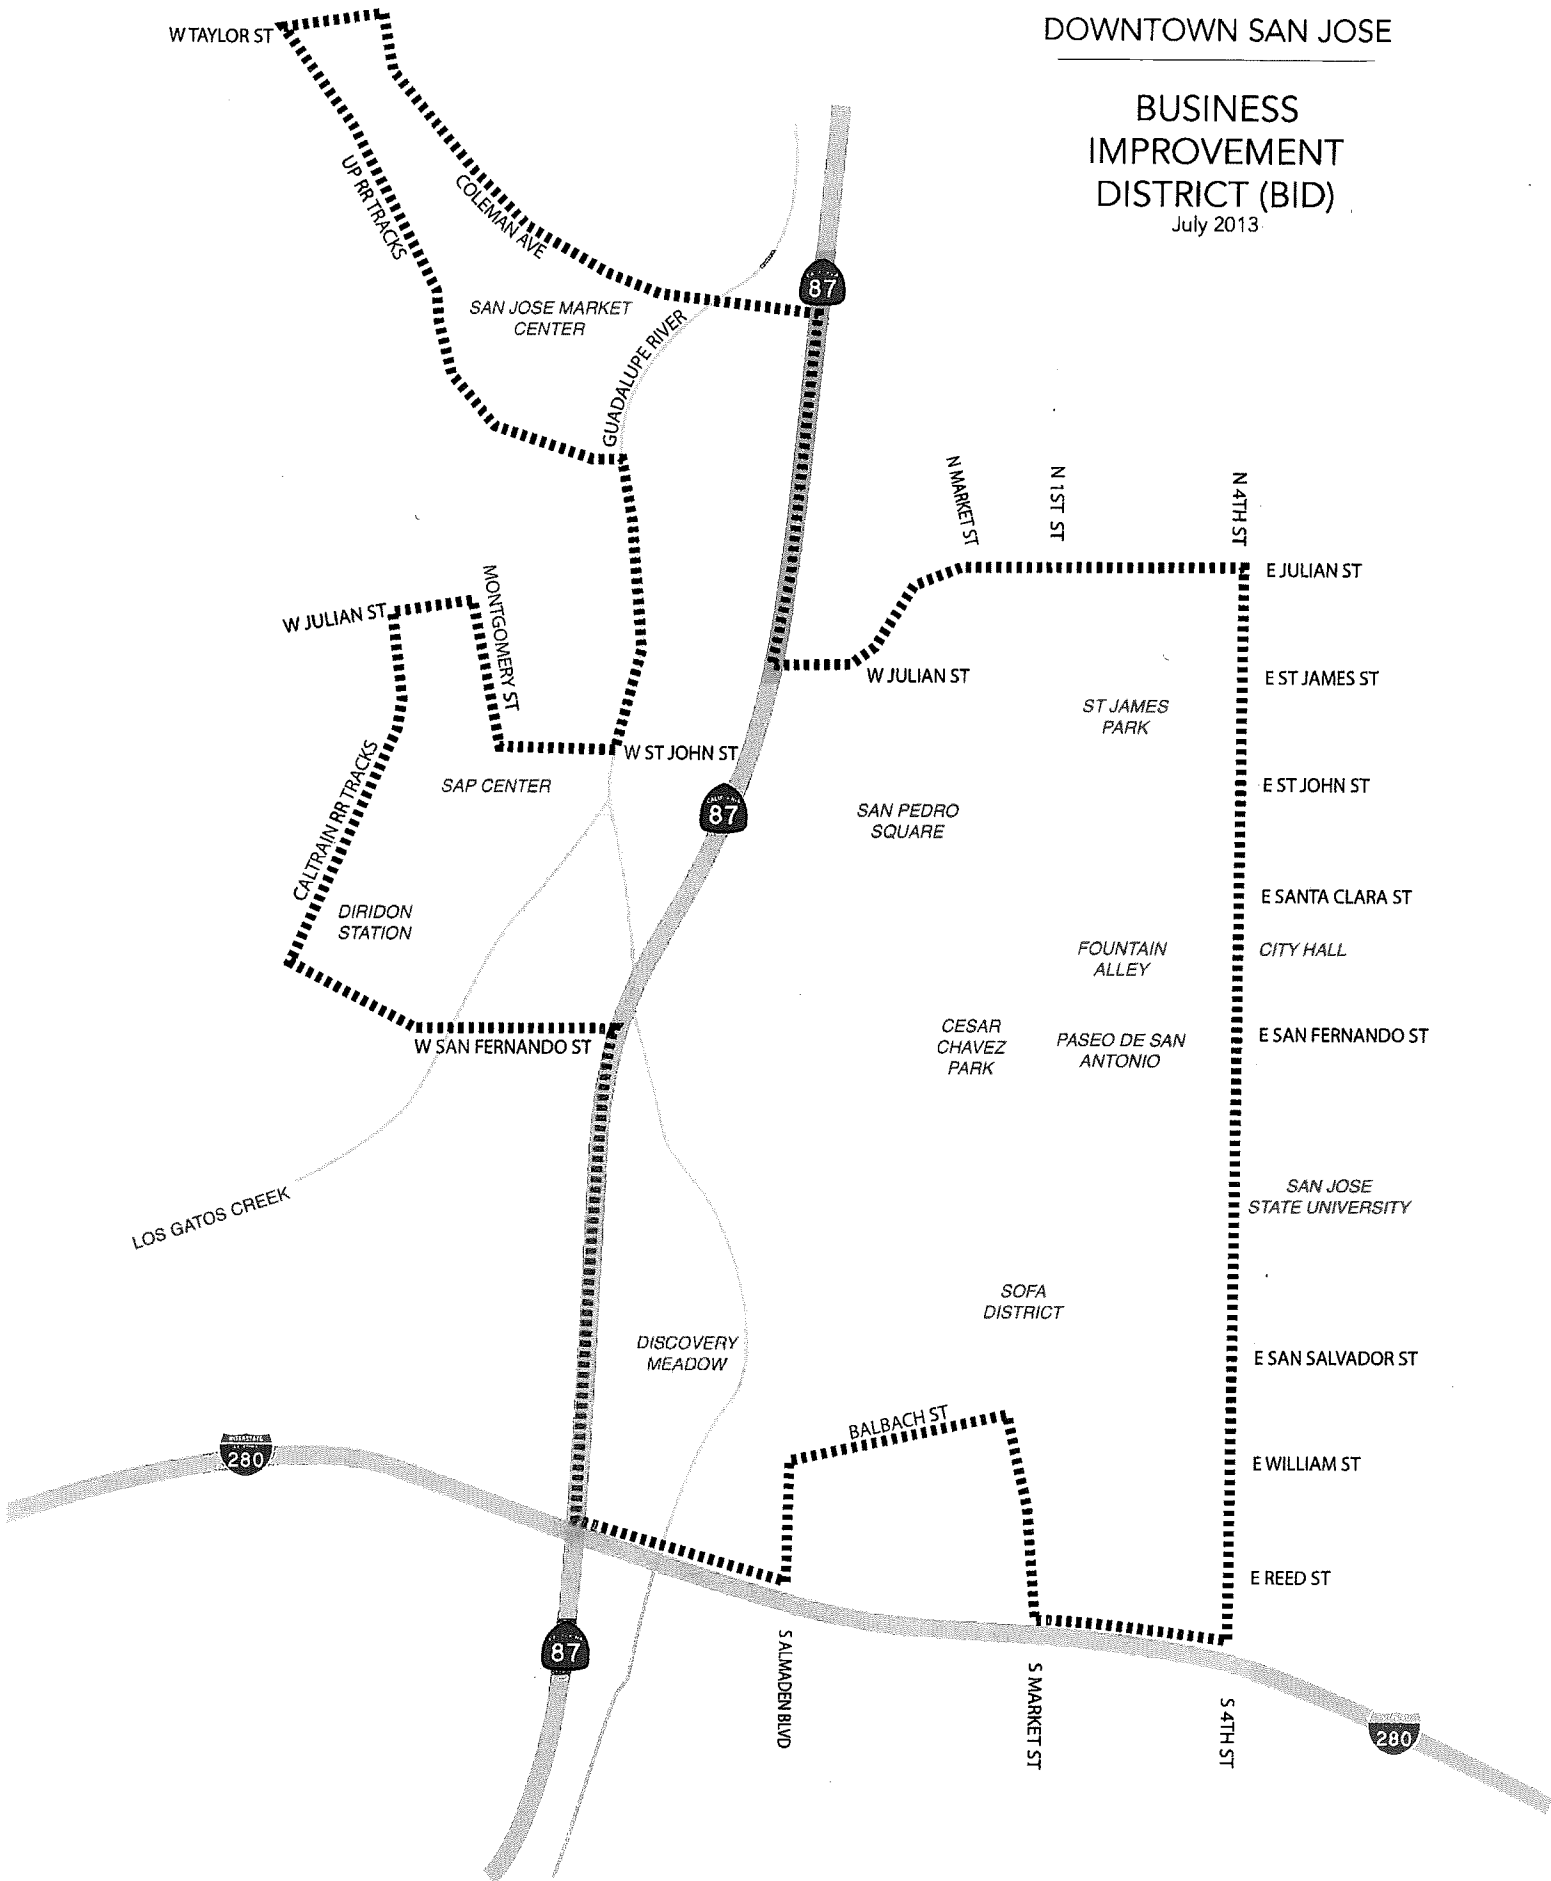 DOWNTOWN SAN JOSE
BUSINESS
IMPROVEMENT
DISTRICT (BID)
July 2013
W TAYLOR ST
UP RR TRACKS
COLEMAN AVE
SAN JOSE MARKET
CENTER
GUADALUPE RIVER
87
N MARKET ST
N 1ST ST
N 4TH ST
E JULIAN ST
W JULIAN ST
MONTGOMERY ST
W JULIAN ST
E ST JAMES ST
ST JAMES
PARK
W ST JOHN ST
CALTRAIN RR TRACKS
SAP CENTER
87
SAN PEDRO
SQUARE
E ST JOHN ST
DIRIDON
STATION
E SANTA CLARA ST
FOUNTAIN
ALLEY
CITY HALL
W SAN FERNANDO ST
CESAR
CHAVEZ
PARK
PASEO DE SAN
ANTONIO
E SAN FERNANDO ST
LOS GATOS CREEK
SAN JOSE
STATE UNIVERSITY
SOFA
DISTRICT
DISCOVERY
MEADOW
E SAN SALVADOR ST
BALBACH ST
INTERSTATE
280
E WILLIAM ST
E REED ST
87
S ALMADEN BLVD
S MARKET ST
S 4TH ST
280